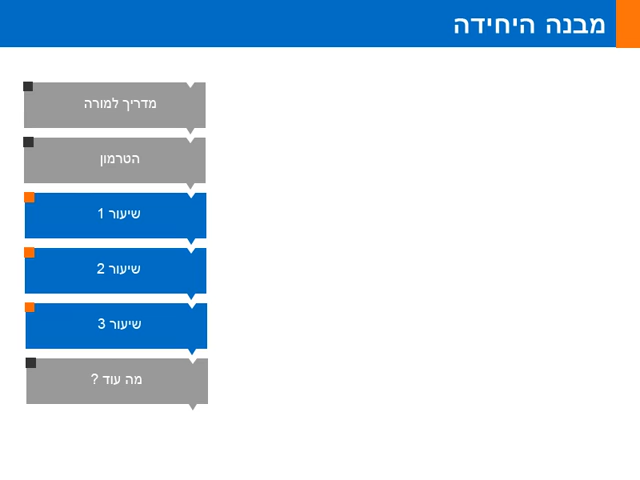 מבנה היחידה
מדריך למורה
הטרמון
שיעור 1
שיעור 2
שיעור 3
מה עוד ?